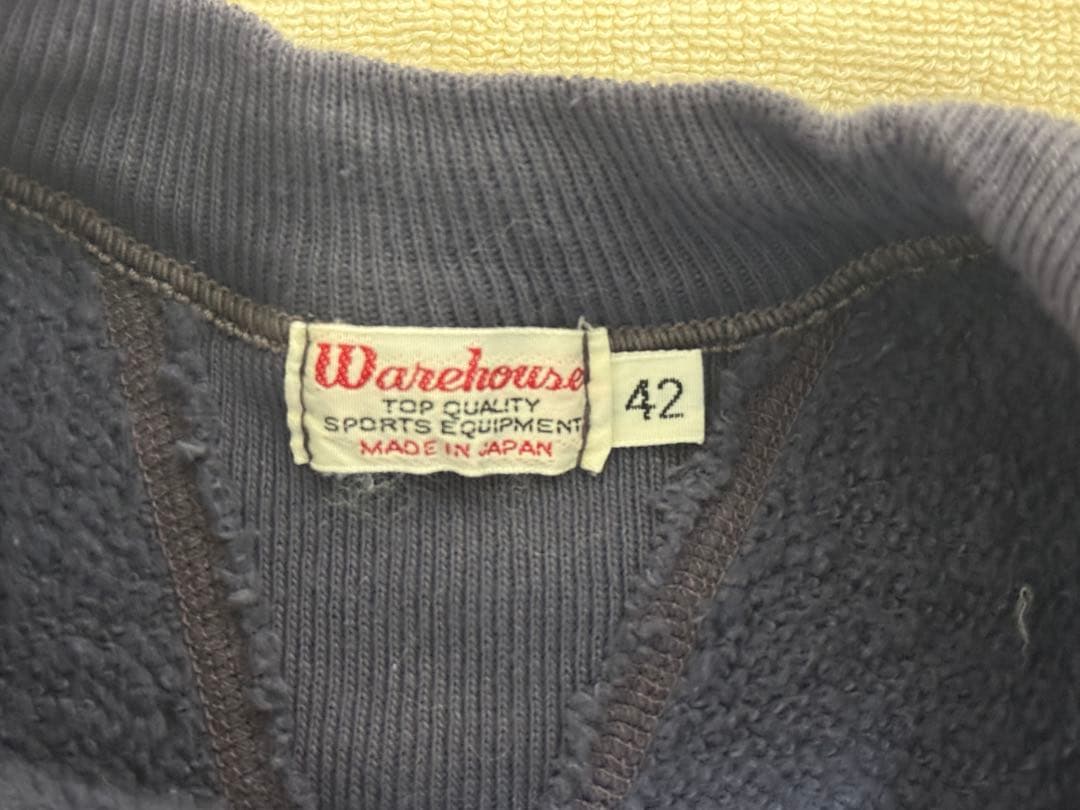 Warehouse
TOP QUALITY
SPORTS EQUIPMENT
MADE IN JAPAN
42